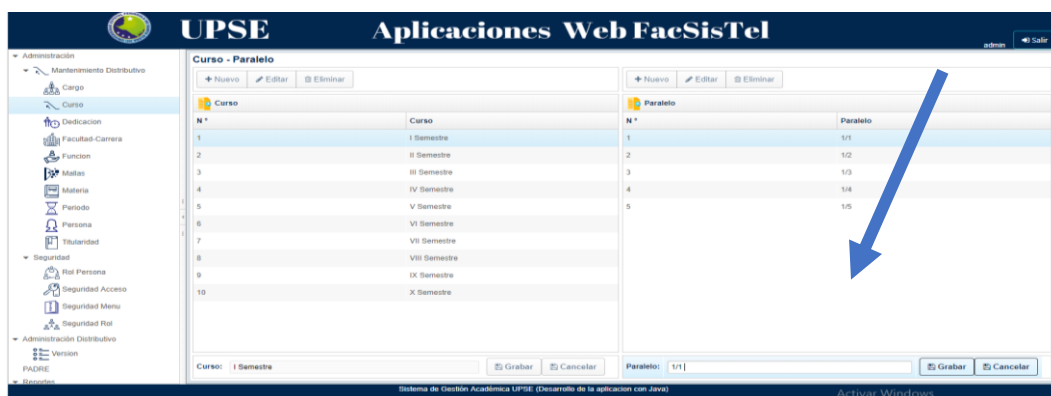 UPSE Aplicaciones Web FacSisTel
admin Salir
Administración
Mantenimiento Distributivo
Cargo
Curso
Dedicacion
Facultad-Carrera
Funcion
Mallas
Materia
Periodo
Persona
Titularidad
Seguridad
Rol Persona
Seguridad Acceso
Seguridad Menu
Seguridad Rol
Administración Distributivo
Version
PADRE
Reportes
Curso - Paralelo
Nuevo Editar Eliminar
Curso
N° Curso
1 I Semestre
2 II Semestre
3 III Semestre
4 IV Semestre
5 V Semestre
6 VI Semestre
7 VII Semestre
8 VIII Semestre
9 IX Semestre
10 X Semestre
Curso: I Semestre Grabar Cancelar
Nuevo Editar Eliminar
Paralelo
N° Paralelo
1 1/1
2 1/2
3 1/3
4 1/4
5 1/5
Paralelo: 1/1 Grabar Cancelar
Sistema de Gestión Académica UPSE (Desarrollo de la aplicacion con Java)
Activar Windows